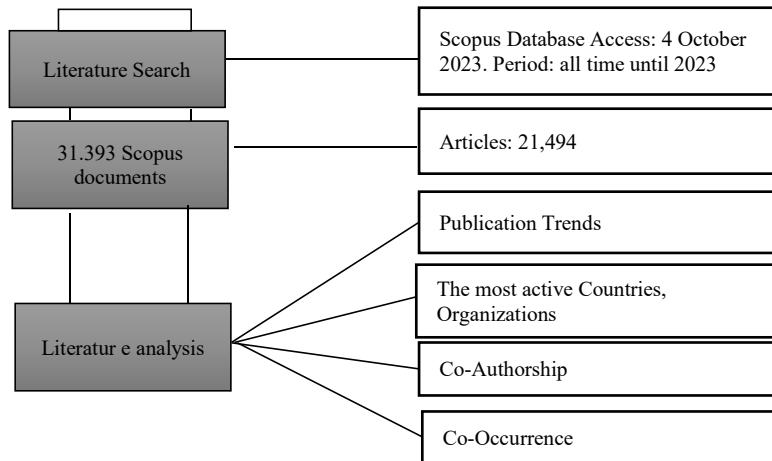 Literature Search
Scopus Database Access: 4 October
2023. Period: all time until 2023
31.393 Scopus
documents
Articles: 21,494
Publication Trends
The most active Countries,
Organizations
Literatur e analysis
Co-Authorship
Co-Occurrence